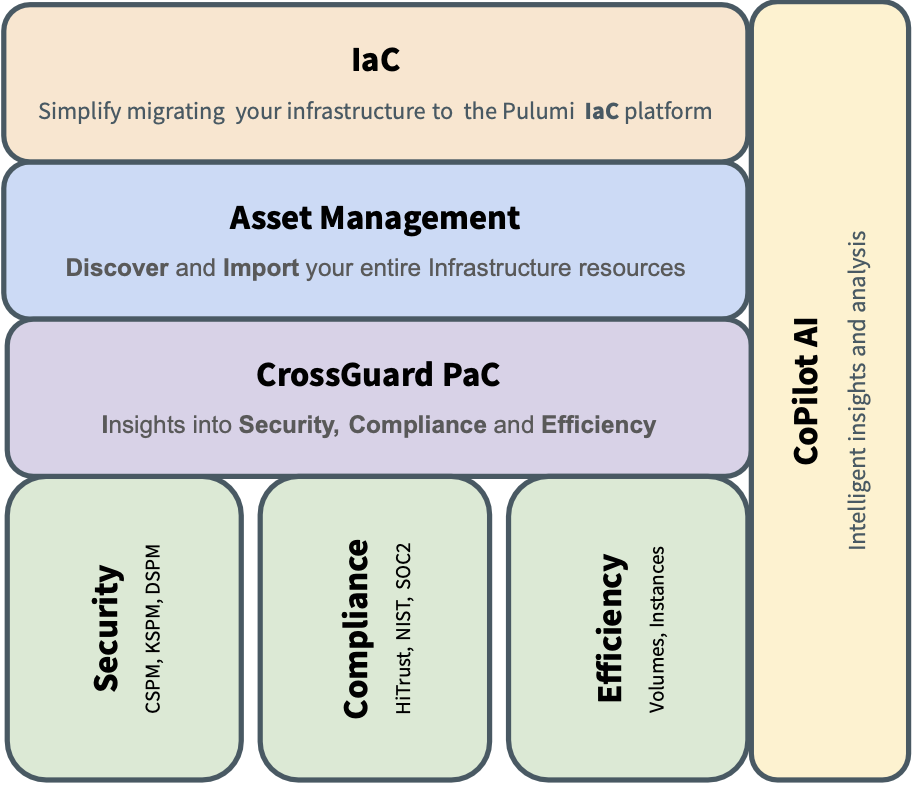 IaC
Simplify migrating your infrastructure to the Pulumi IaC platform
Asset Management
Discover and Import your entire Infrastructure resources
CrossGuard PaC
Insights into Security, Compliance and Efficiency
Security
CSPM, KSPM, DSPM
Compliance
HiTrust, NIST, SOC2
Efficiency
Volumes, Instances
CoPilot AI
Intelligent insights and analysis